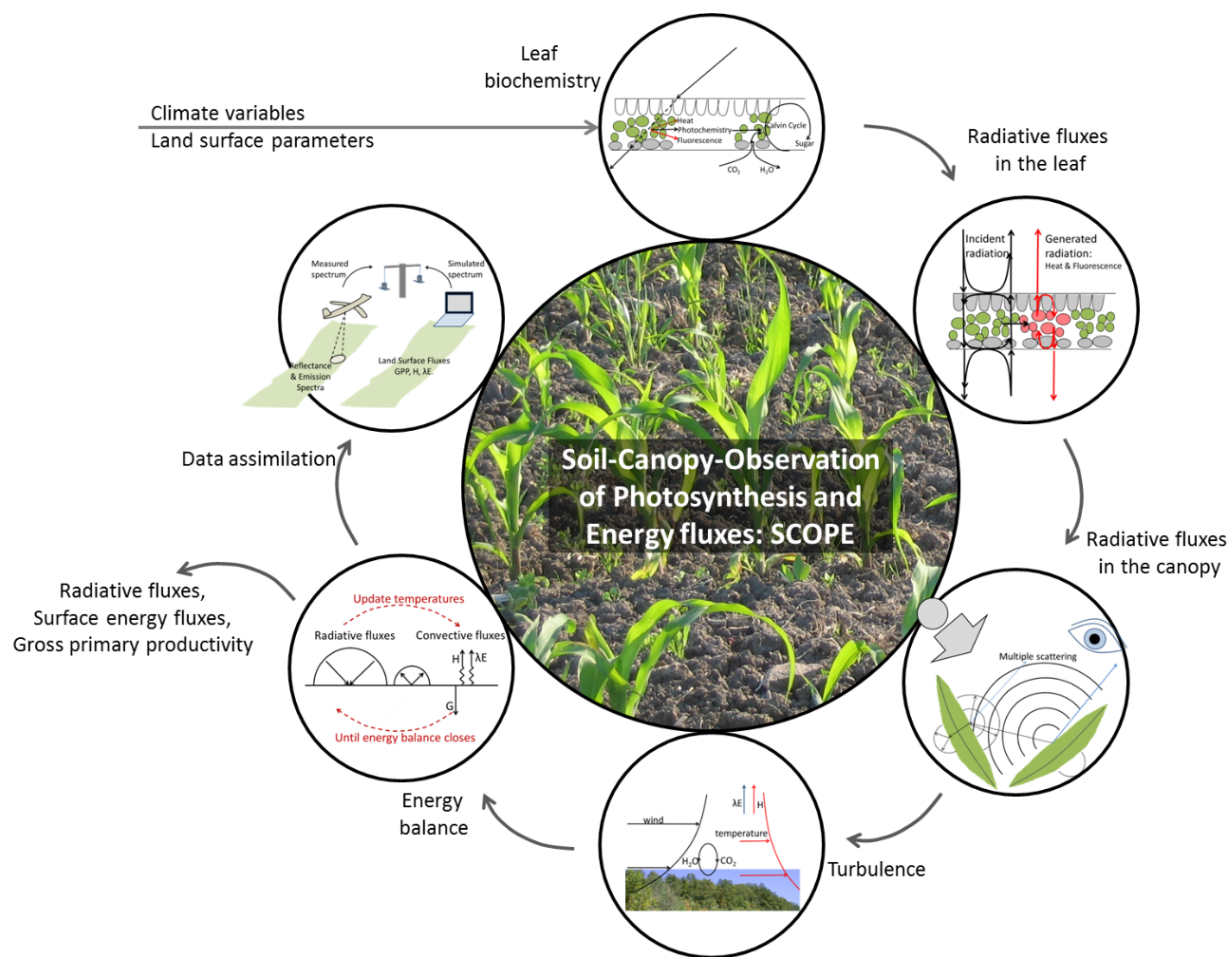 Leaf
biochemistry
Climate variables
Land surface parameters
Heat
Photochemistry
Fluorescence
Calvin Cycle
Sugar
CO₂
H₂O
Radiative fluxes
in the leaf
Incident
radiation
Generated
radiation:
Heat & Fluorescence
Measured
spectrum
Simulated
spectrum
Reflectance
& Emission
Spectra
Land Surface Fluxes
GPP, H, λE.
Soil-Canopy-Observation
of Photosynthesis and
Energy fluxes: SCOPE
Data assimilation
Radiative fluxes
in the canopy
Multiple scattering
Radiative fluxes,
Surface energy fluxes,
Gross primary productivity
Update temperatures
Radiative fluxes
Convective fluxes
H
λE
G
Until energy balance closes
Energy
balance
λE
H
wind
temperature
H₂O
CO₂
Turbulence